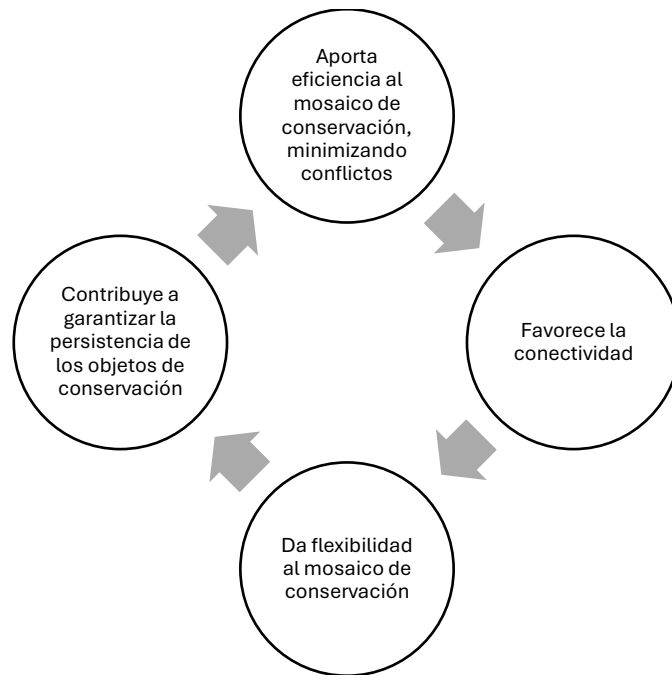 Aporta
eficiencia al
mosaico de
conservación,
minimizando
conflictos
Favorece la
conectividad
Da flexibilidad
al mosaico de
conservación
Contribuye a
garantizar la
persistencia de
los objetos de
conservación